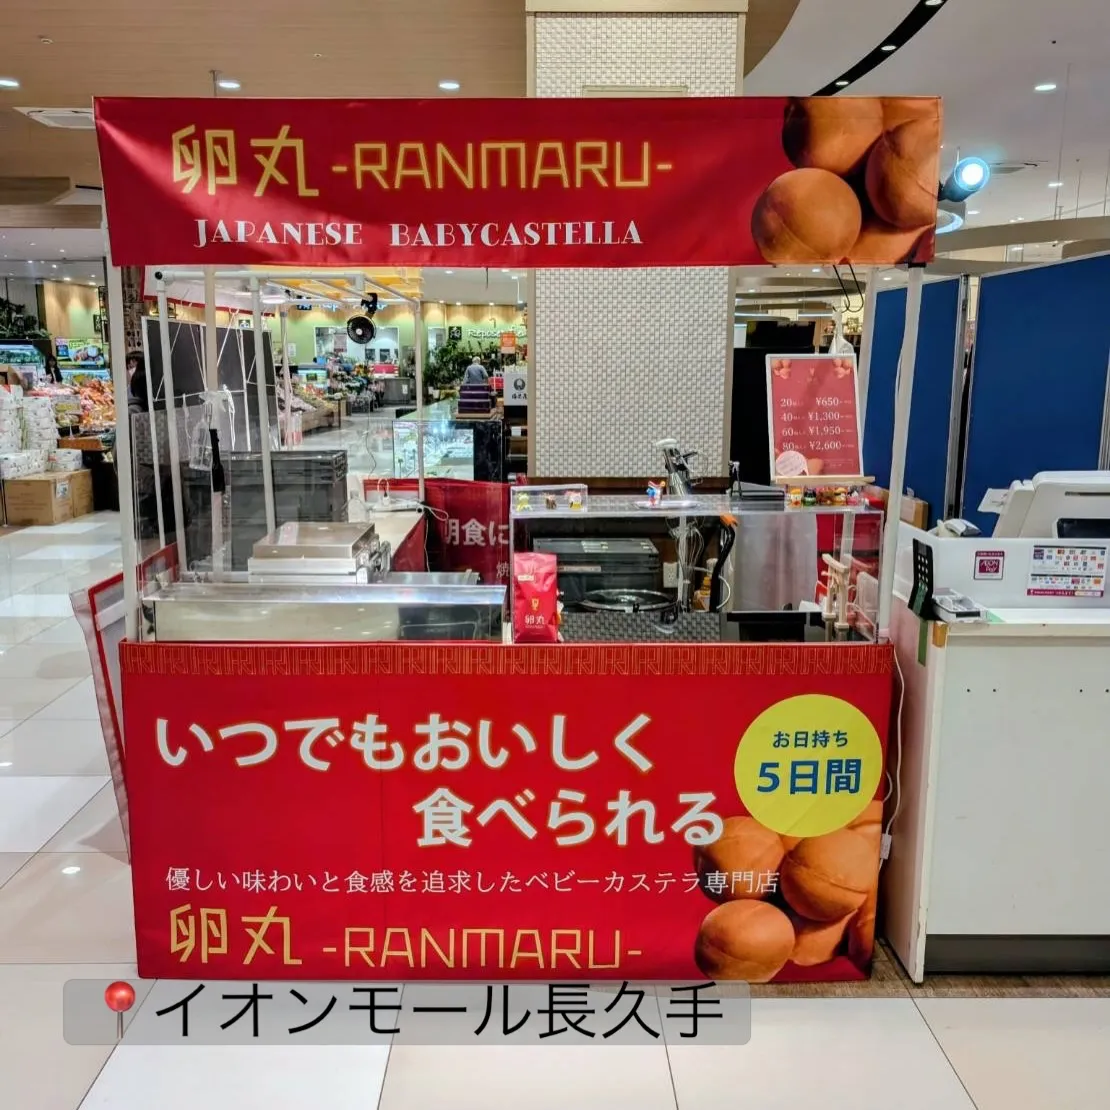 卵丸 -RANMARU-
JAPANESE BABYCASTELLA
20 ¥650
40 ¥1,300
60 ¥1,950
80 ¥2,600
朝食に
焼
卵丸
AEON
Pay
いつでもおいしく
食べられる
お日持ち
5日間
優しい味わいと食感を追求したベビーカステラ専門店
卵丸 -RANMARU-
📍イオンモール長久手